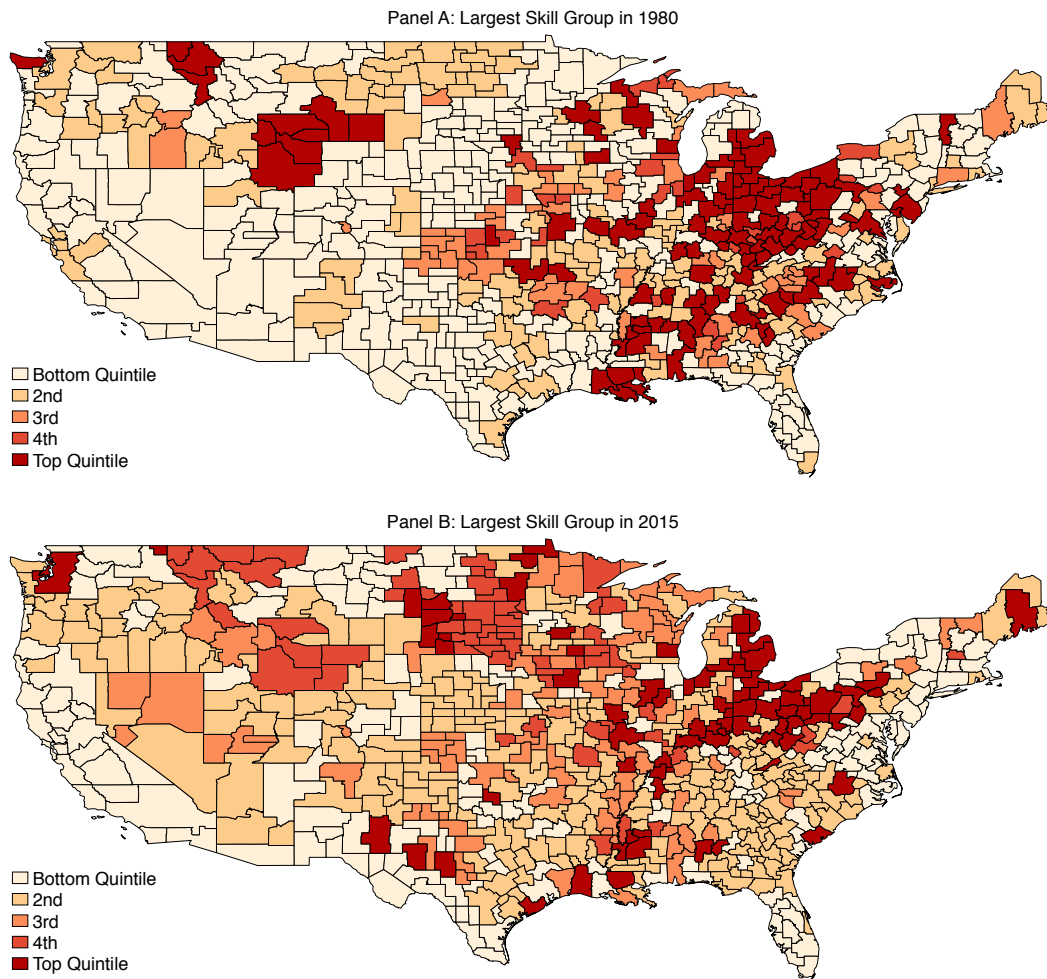 Panel A: Largest Skill Group in 1980
Bottom Quintile
2nd
3rd
4th
Top Quintile
Panel B: Largest Skill Group in 2015
Bottom Quintile
2nd
3rd
4th
Top Quintile